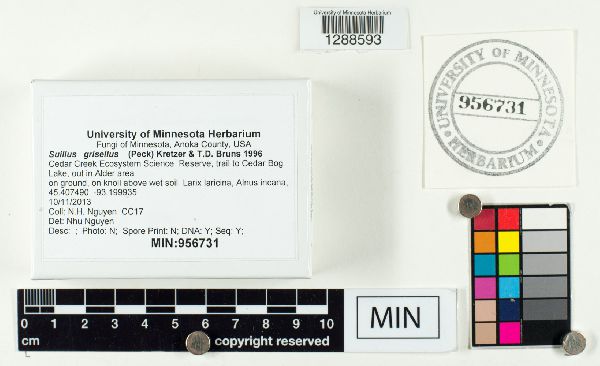 University of Minnesota Herbarium
1288593
UNIVERSITY OF MINNESOTA
956731
HERBARIUM
University of Minnesota Herbarium
Fungi of Minnesota, Anoka County, USA
Suillus grisellus (Peck) Kretzer & T.D. Bruns 1996
Cedar Creek Ecosystem Science Reserve, trail to Cedar Bog
Lake, out in Alder area
on ground, on knoll above wet soil Larix laricina, Alnus incana,
45.407490 -93.199935
10/11/2013
Coll: N.H. Nguyen CC17
Det: Nhu Nguyen
Desc: ; Photo: N; Spore Print: N; DNA: Y; Seq: Y;
MIN:956731
0 1 2 3 4 5 6 7 8 9 10
cm
copyright reserved
MIN